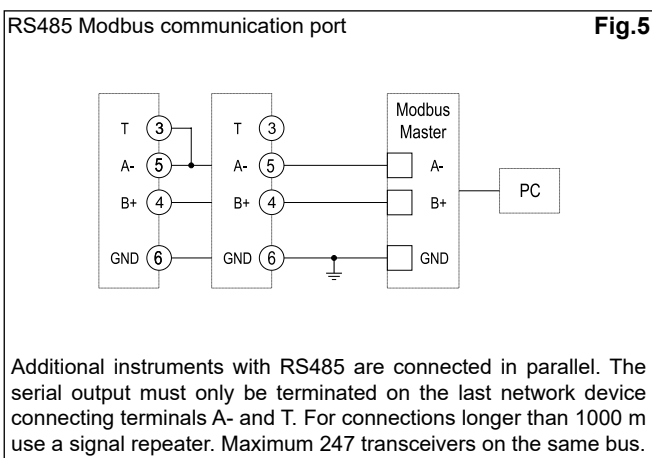 RS485 Modbus communication port Fig.5
Modbus
Master
T 3 T 3
A- 5 A- 5 A-
B+ 4 B+ 4 B+ PC
GND 6 GND 6 GND
Additional instruments with RS485 are connected in parallel. The
serial output must only be terminated on the last network device
connecting terminals A- and T. For connections longer than 1000 m
use a signal repeater. Maximum 247 transceivers on the same bus.